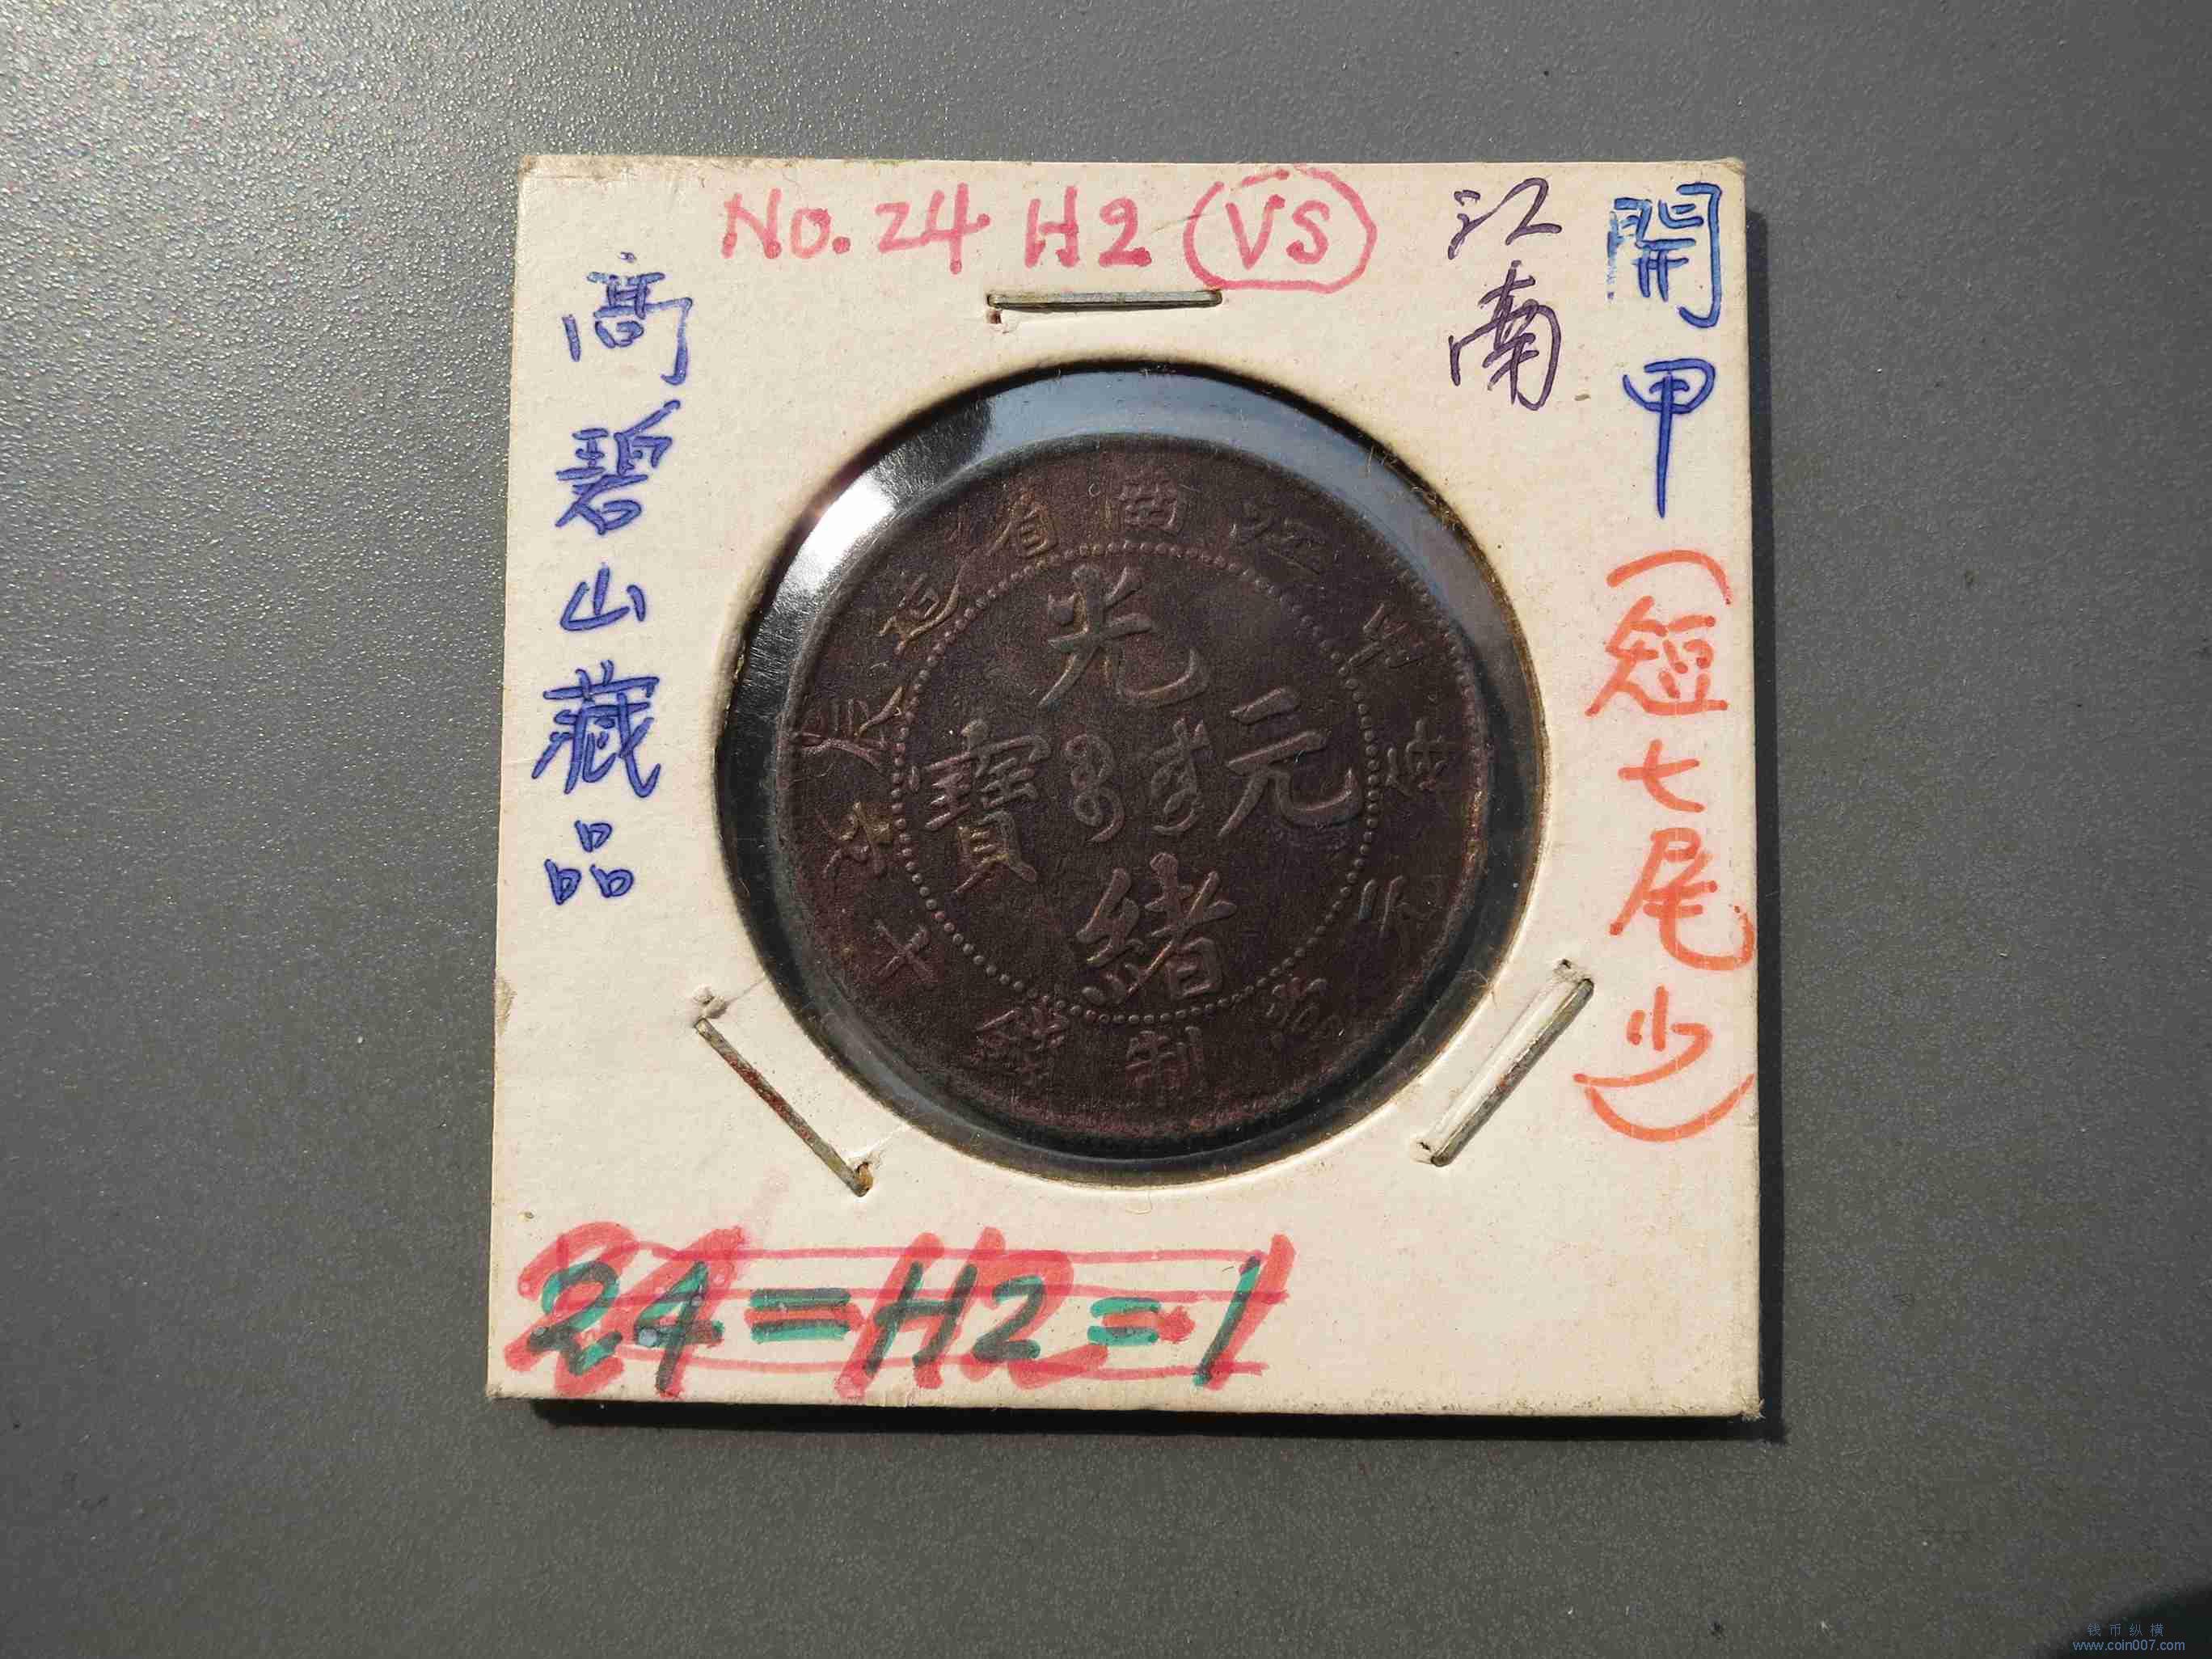 No.24 H2 VS
江南
開甲(短七尾少)
高碧山藏品
江南省造
甲辰
光緒元寶
每元當制錢十文
24=H2=1
钱币纵横
www.coin007.com